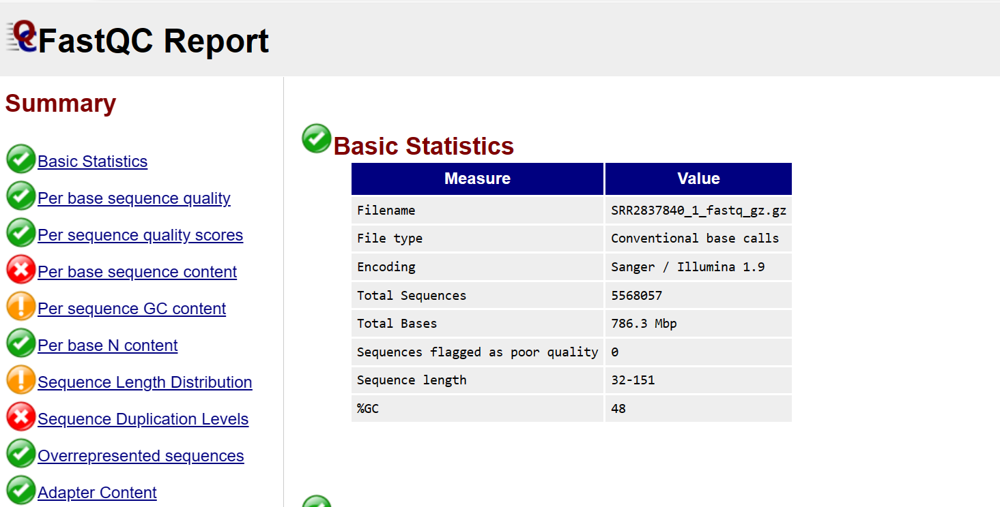 FastQC Report
Summary
Basic Statistics
Per base sequence quality
Per sequence quality scores
Per base sequence content
Per sequence GC content
Per base N content
Sequence Length Distribution
Sequence Duplication Levels
Overrepresented sequences
Adapter Content
Basic Statistics
Measure Value
Filename SRR2837840_1_fastq_gz.gz
File type Conventional base calls
Encoding Sanger / Illumina 1.9
Total Sequences 5568057
Total Bases 786.3 Mbp
Sequences flagged as poor quality 0
Sequence length 32-151
%GC 48